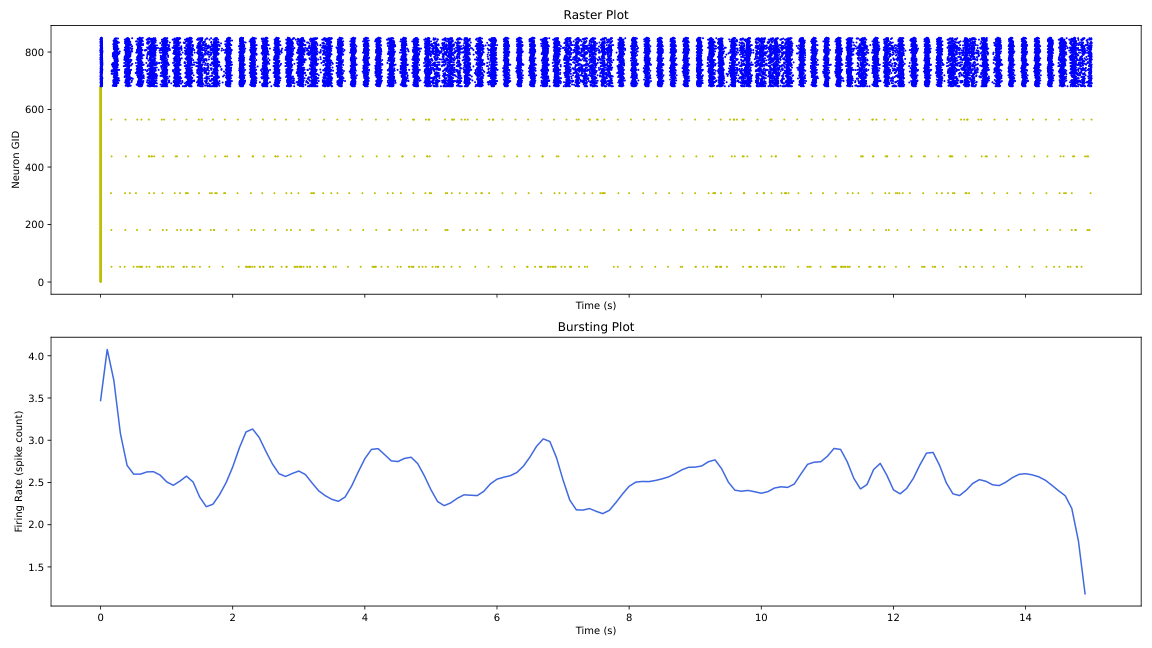 Raster Plot
Neuron GID
800
600
400
200
0
Time (s)
Bursting Plot
Firing Rate (spike count)
4.0
3.5
3.0
2.5
2.0
1.5
0 2 4 6 8 10 12 14
Time (s)